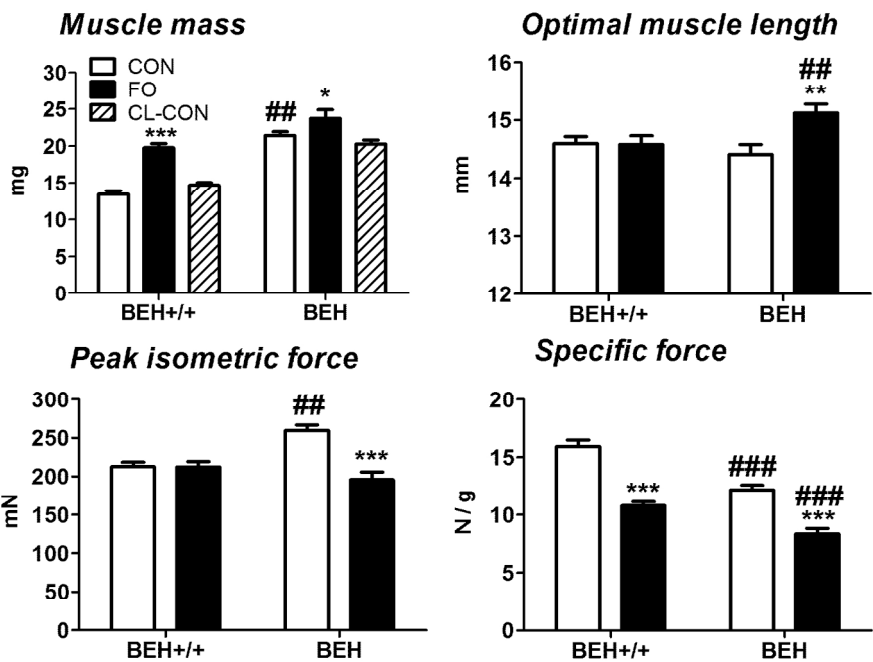 Muscle mass
CON
FO
CL-CON
30
25
20
15
10
5
0
mg
***
##
*
BEH+/+
BEH
Optimal muscle length
16
15
14
13
12
mm
##
**
BEH+/+
BEH
Peak isometric force
300
250
200
150
100
50
0
mN
##
***
BEH+/+
BEH
Specific force
20
15
10
5
0
N / g
***
###
###
***
BEH+/+
BEH